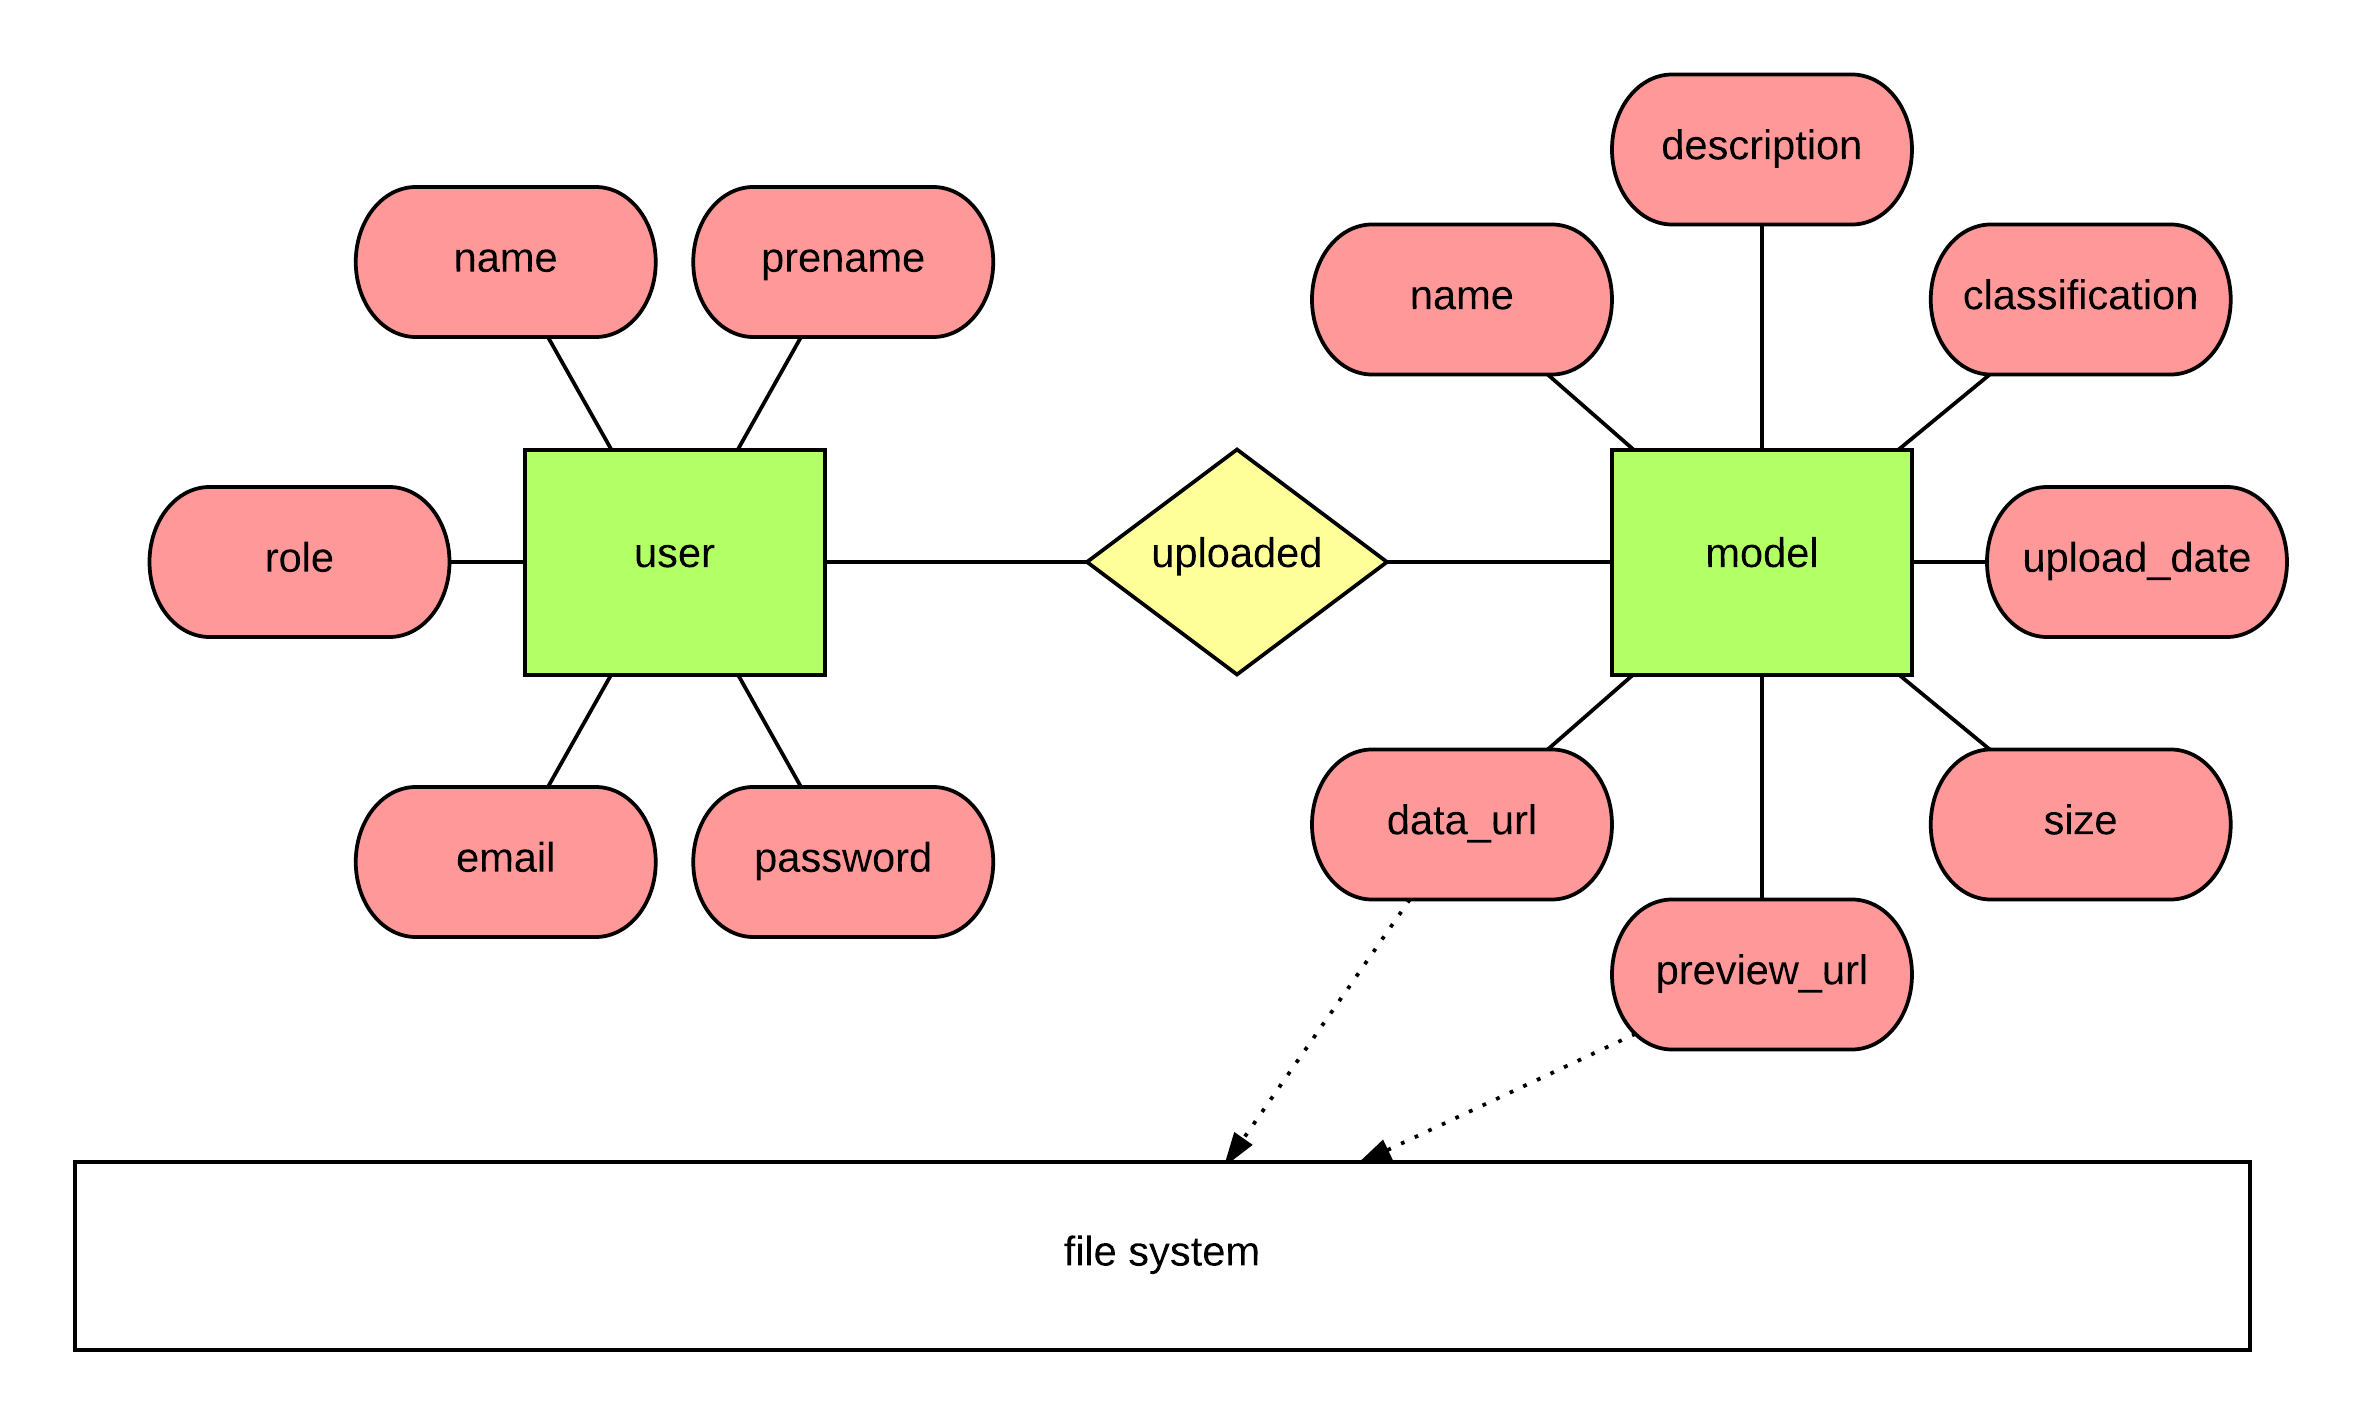 description
name
prename
name
classification
role
user
uploaded
model
upload_date
email
password
data_url
size
preview_url
file system